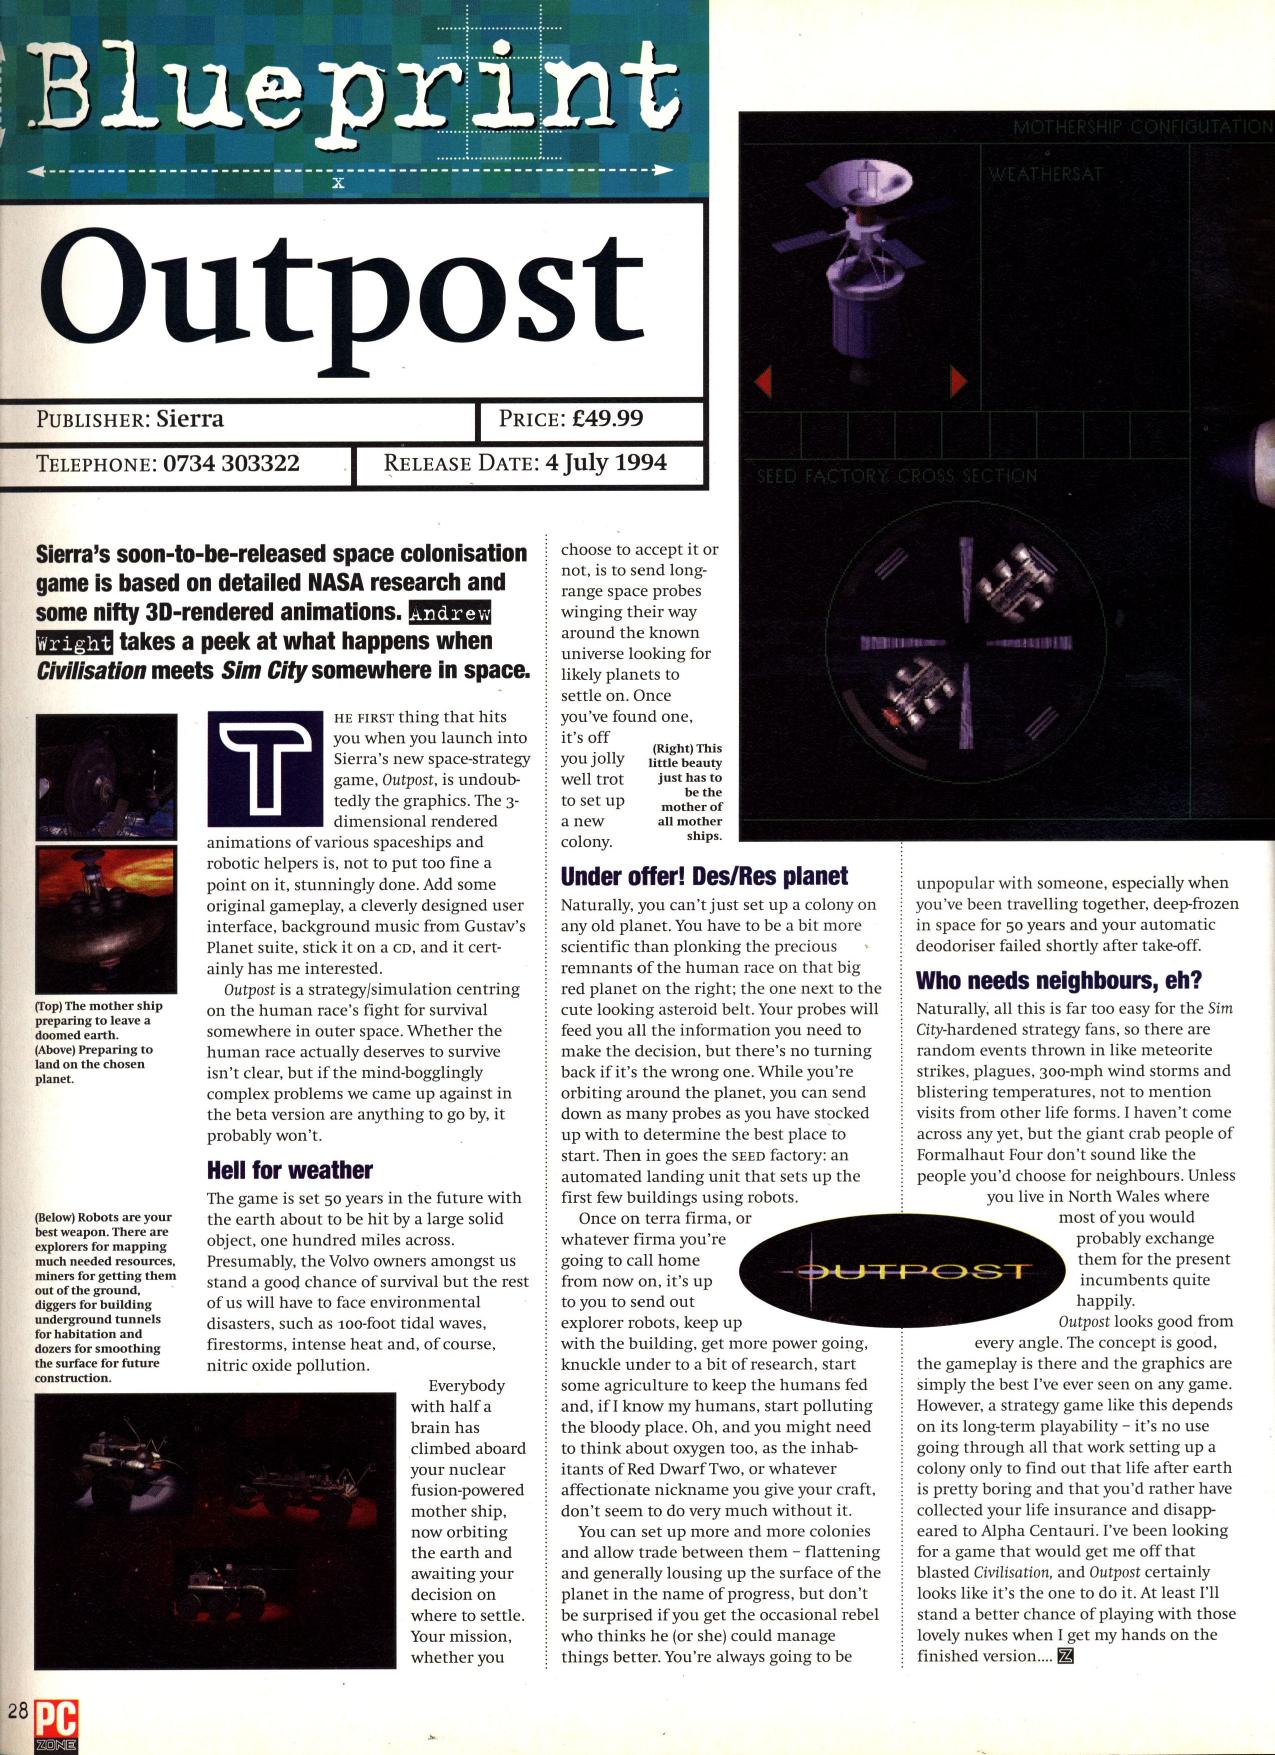 Blueprint
x
Outpost
PUBLISHER: Sierra
PRICE: £49.99
TELEPHONE: 0734 303322
RELEASE DATE: 4 July 1994
MOTHERSHIP CONFIGUTATION
WEATHERSAT
SEED FACTORY CROSS SECTION
Sierra's soon-to-be-released space colonisation
game is based on detailed NASA research and
some nifty 3D-rendered animations. Andrew
Wright takes a peek at what happens when
Civilisation meets Sim City somewhere in space.
(Top) The mother ship
preparing to leave a
doomed earth.
(Above) Preparing to
land on the chosen
planet.
(Below) Robots are your
best weapon. There are
explorers for mapping
much needed resources,
miners for getting them
out of the ground,
diggers for building
underground tunnels
for habitation and
dozers for smoothing
the surface for future
construction.
THE FIRST thing that hits
you when you launch into
Sierra's new space-strategy
game, Outpost, is undoub-
tedly the graphics. The 3-
dimensional rendered
animations of various spaceships and
robotic helpers is, not to put too fine a
point on it, stunningly done. Add some
original gameplay, a cleverly designed user
interface, background music from Gustav's
Planet suite, stick it on a CD, and it cert-
ainly has me interested.
Outpost is a strategy/simulation centring
on the human race's fight for survival
somewhere in outer space. Whether the
human race actually deserves to survive
isn't clear, but if the mind-bogglingly
complex problems we came up against in
the beta version are anything to go by, it
probably won't.
Hell for weather
The game is set 50 years in the future with
the earth about to be hit by a large solid
object, one hundred miles across.
Presumably, the Volvo owners amongst us
stand a good chance of survival but the rest
of us will have to face environmental
disasters, such as 100-foot tidal waves,
firestorms, intense heat and, of course,
nitric oxide pollution.
Everybody
with half a
brain has
climbed aboard
your nuclear
fusion-powered
mother ship,
now orbiting
the earth and
awaiting your
decision on
where to settle.
Your mission,
whether you
choose to accept it or
not, is to send long-
range space probes
winging their way
around the known
universe looking for
likely planets to
settle on. Once
you've found one,
it's off
you jolly
well trot
to set up
a new
colony.
(Right) This
little beauty
just has to
be the
mother of
all mother
ships.
Under offer! Des/Res planet
Naturally, you can't just set up a colony on
any old planet. You have to be a bit more
scientific than plonking the precious
remnants of the human race on that big
red planet on the right; the one next to the
cute looking asteroid belt. Your probes will
feed you all the information you need to
make the decision, but there's no turning
back if it's the wrong one. While you're
orbiting around the planet, you can send
down as many probes as you have stocked
up with to determine the best place to
start. Then in goes the SEED factory: an
automated landing unit that sets up the
first few buildings using robots.
Once on terra firma, or
whatever firma you're
going to call home
from now on, it's up
to you to send out
explorer robots, keep up
with the building, get more power going,
knuckle under to a bit of research, start
some agriculture to keep the humans fed
and, if I know my humans, start polluting
the bloody place. Oh, and you might need
to think about oxygen too, as the inhab-
itants of Red Dwarf Two, or whatever
affectionate nickname you give your craft,
don't seem to do very much without it.
You can set up more and more colonies
and allow trade between them – flattening
and generally lousing up the surface of the
planet in the name of progress, but don't
be surprised if you get the occasional rebel
who thinks he (or she) could manage
things better. You're always going to be
OUTPOST
unpopular with someone, especially when
you've been travelling together, deep-frozen
in space for 50 years and your automatic
deodoriser failed shortly after take-off.
Who needs neighbours, eh?
Naturally, all this is far too easy for the Sim
City-hardened strategy fans, so there are
random events thrown in like meteorite
strikes, plagues, 300-mph wind storms and
blistering temperatures, not to mention
visits from other life forms. I haven't come
across any yet, but the giant crab people of
Formalhaut Four don't sound like the
people you'd choose for neighbours. Unless
you live in North Wales where
most of you would
probably exchange
them for the present
incumbents quite
happily.
Outpost looks good from
every angle. The concept is good,
the gameplay is there and the graphics are
simply the best I've ever seen on any game.
However, a strategy game like this depends
on its long-term playability – it's no use
going through all that work setting up a
colony only to find out that life after earth
is pretty boring and that you'd rather have
collected your life insurance and disapp-
eared to Alpha Centauri. I've been looking
for a game that would get me off that
blasted Civilisation, and Outpost certainly
looks like it's the one to do it. At least I'll
stand a better chance of playing with those
lovely nukes when I get my hands on the
finished version.... Z
28
PC
ZONE